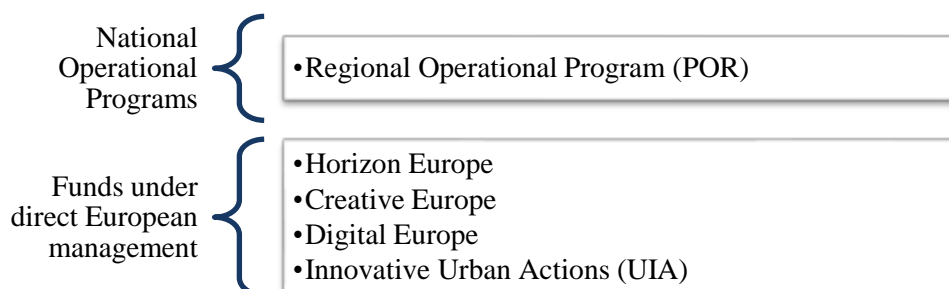 National
Operational
Programs
•Regional Operational Program (POR)
Funds under
direct European
management
•Horizon Europe
•Creative Europe
•Digital Europe
•Innovative Urban Actions (UIA)